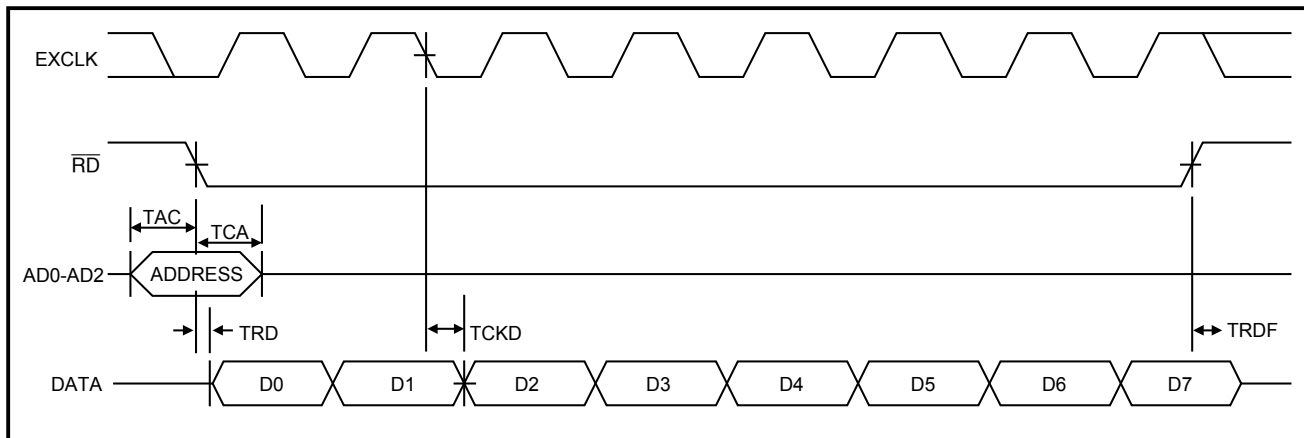 EXCLK
RD
TAC
TCA
AD0-AD2
ADDRESS
TRD
TCKD
TRDF
DATA
D0
D1
D2
D3
D4
D5
D6
D7